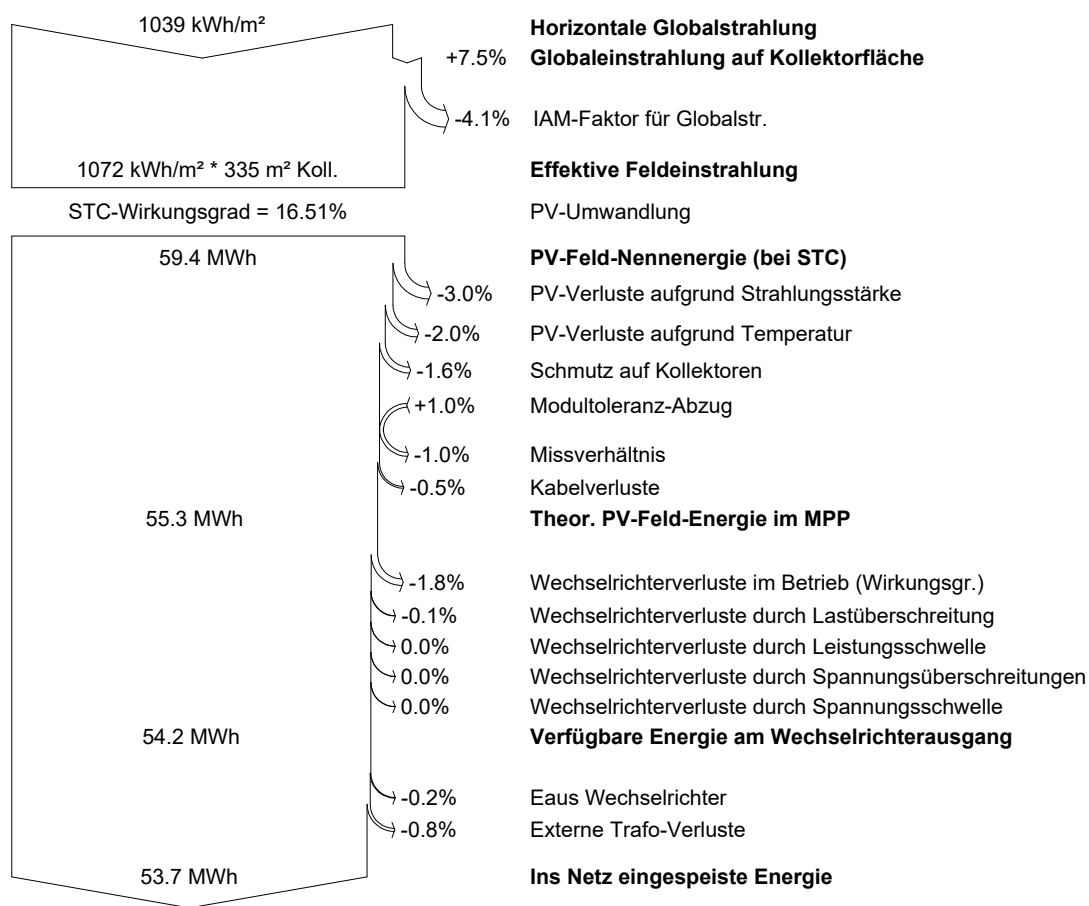 1039 kWh/m² Horizontale Globalstrahlung
+7.5% Globaleinstrahlung auf Kollektorfläche
-4.1% IAM-Faktor für Globalstr.
1072 kWh/m² * 335 m² Koll. Effektive Feldeinstrahlung
STC-Wirkungsgrad = 16.51% PV-Umwandlung
59.4 MWh PV-Feld-Nennenergie (bei STC)
-3.0% PV-Verluste aufgrund Strahlungsstärke
-2.0% PV-Verluste aufgrund Temperatur
-1.6% Schmutz auf Kollektoren
+1.0% Modultoleranz-Abzug
-1.0% Missverhältnis
-0.5% Kabelverluste
55.3 MWh Theor. PV-Feld-Energie im MPP
-1.8% Wechselrichterverluste im Betrieb (Wirkungsgr.)
-0.1% Wechselrichterverluste durch Lastüberschreitung
0.0% Wechselrichterverluste durch Leistungsschwelle
0.0% Wechselrichterverluste durch Spannungsüberschreitungen
0.0% Wechselrichterverluste durch Spannungsschwelle
54.2 MWh Verfügbare Energie am Wechselrichterausgang
-0.2% Eaus Wechselrichter
-0.8% Externe Trafo-Verluste
53.7 MWh Ins Netz eingespeiste Energie